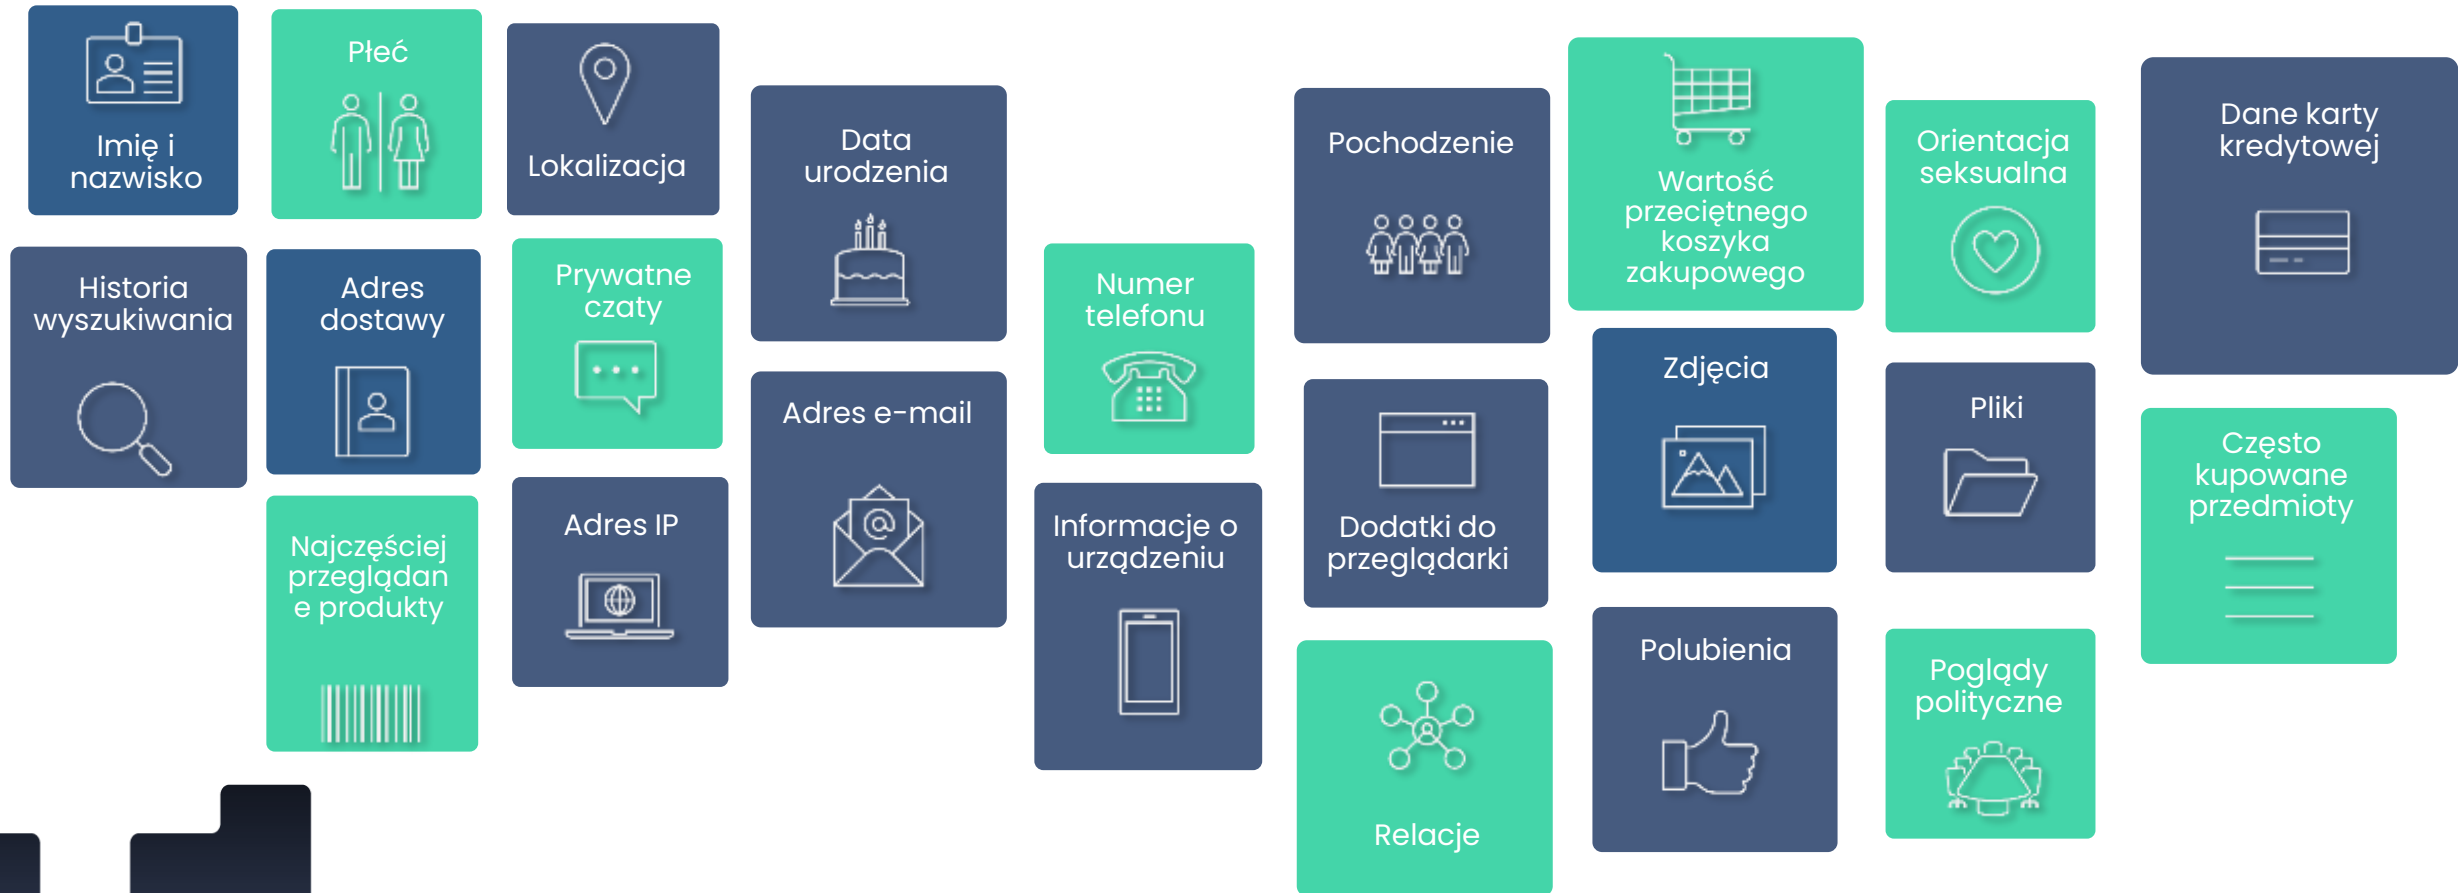 Imię i
nazwisko
Płeć
Lokalizacja
Data
urodzenia
Pochodzenie
Wartość
przeciętnego
koszyka
zakupowego
Orientacja
seksualna
Dane karty
kredytowej
Historia
wyszukiwania
Adres
dostawy
Prywatne
czaty
Adres e-mail
Numer
telefonu
Dodatki do
przeglądarki
Zdjęcia
Pliki
Często
kupowane
przedmioty
Najczęściej
przeglądan
e produkty
Adres IP
Informacje o
urządzeniu
Relacje
Polubienia
Poglądy
polityczne